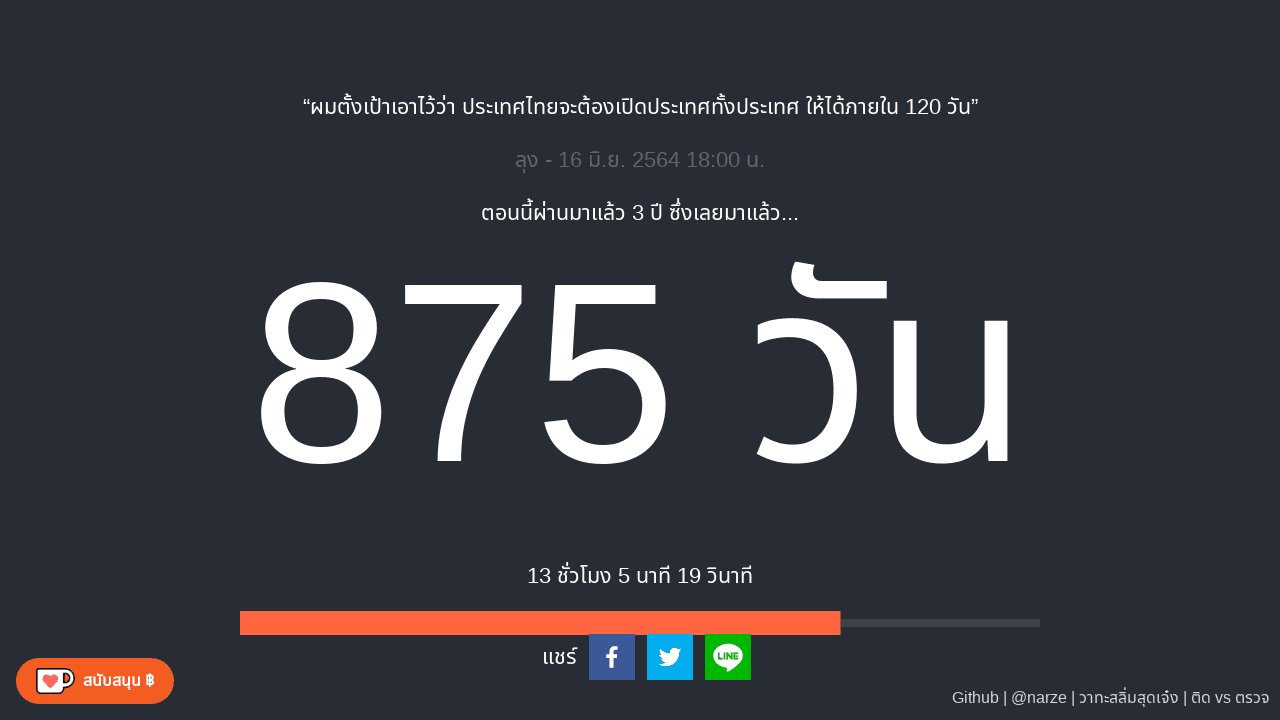 “ผมตั้งเป้าเอาไว้ว่า ประเทศไทยจะต้องเปิดประเทศทั้งประเทศ ให้ได้ภายใน 120 วัน”
ลุง - 16 มิ.ย. 2564 18:00 น.
ตอนนี้ผ่านมาแล้ว 3 ปี ซึ่งเลยมาแล้ว...
875 วัน
13 ชั่วโมง 5 นาที 19 วินาที
แชร์
LINE
สนับสนุน ฿
Github | @narze | วาทะสลิ่มสุดเจ๋ง | ติด vs ตรวจ